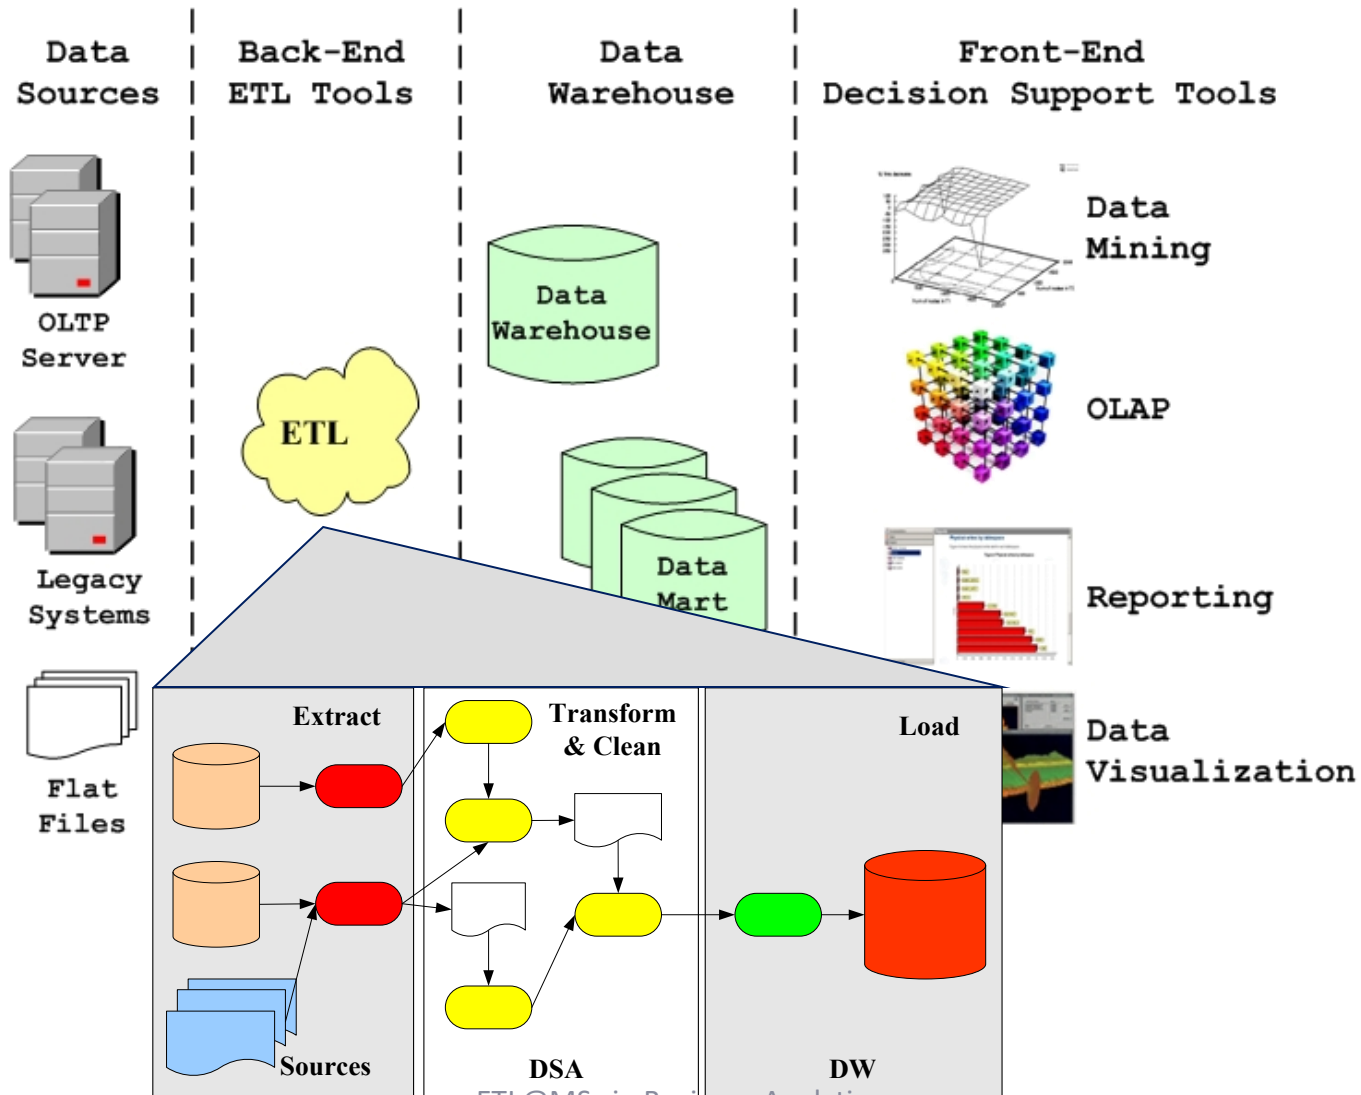 Data
Sources
Back-End
ETL Tools
Data
Warehouse
Front-End
Decision Support Tools
OLTP
Server
Legacy
Systems
Flat
Files
ETL
Data
Warehouse
Data
Mart
Data
Mining
OLAP
Reporting
Data
Visualization
Extract
Transform
& Clean
Load
Sources
DSA
DW